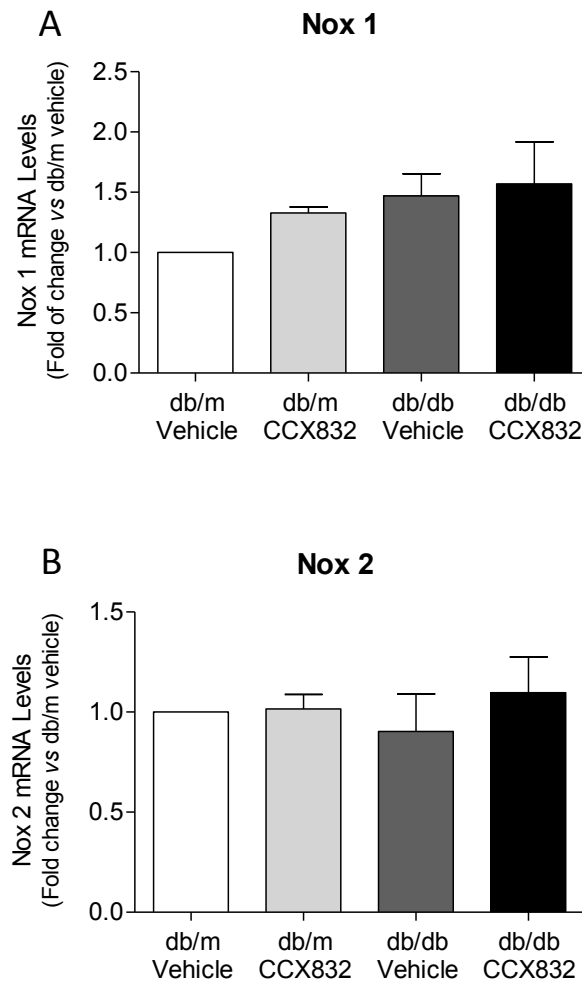 A
Nox 1
Nox 1 mRNA Levels
(Fold of change vs db/m vehicle)
2.5
2.0
1.5
1.0
0.5
0.0
db/m
Vehicle
db/m
CCX832
db/db
Vehicle
db/db
CCX832
B
Nox 2
Nox 2 mRNA Levels
(Fold change vs db/m vehicle)
1.5
1.0
0.5
0.0
db/m
Vehicle
db/m
CCX832
db/db
Vehicle
db/db
CCX832